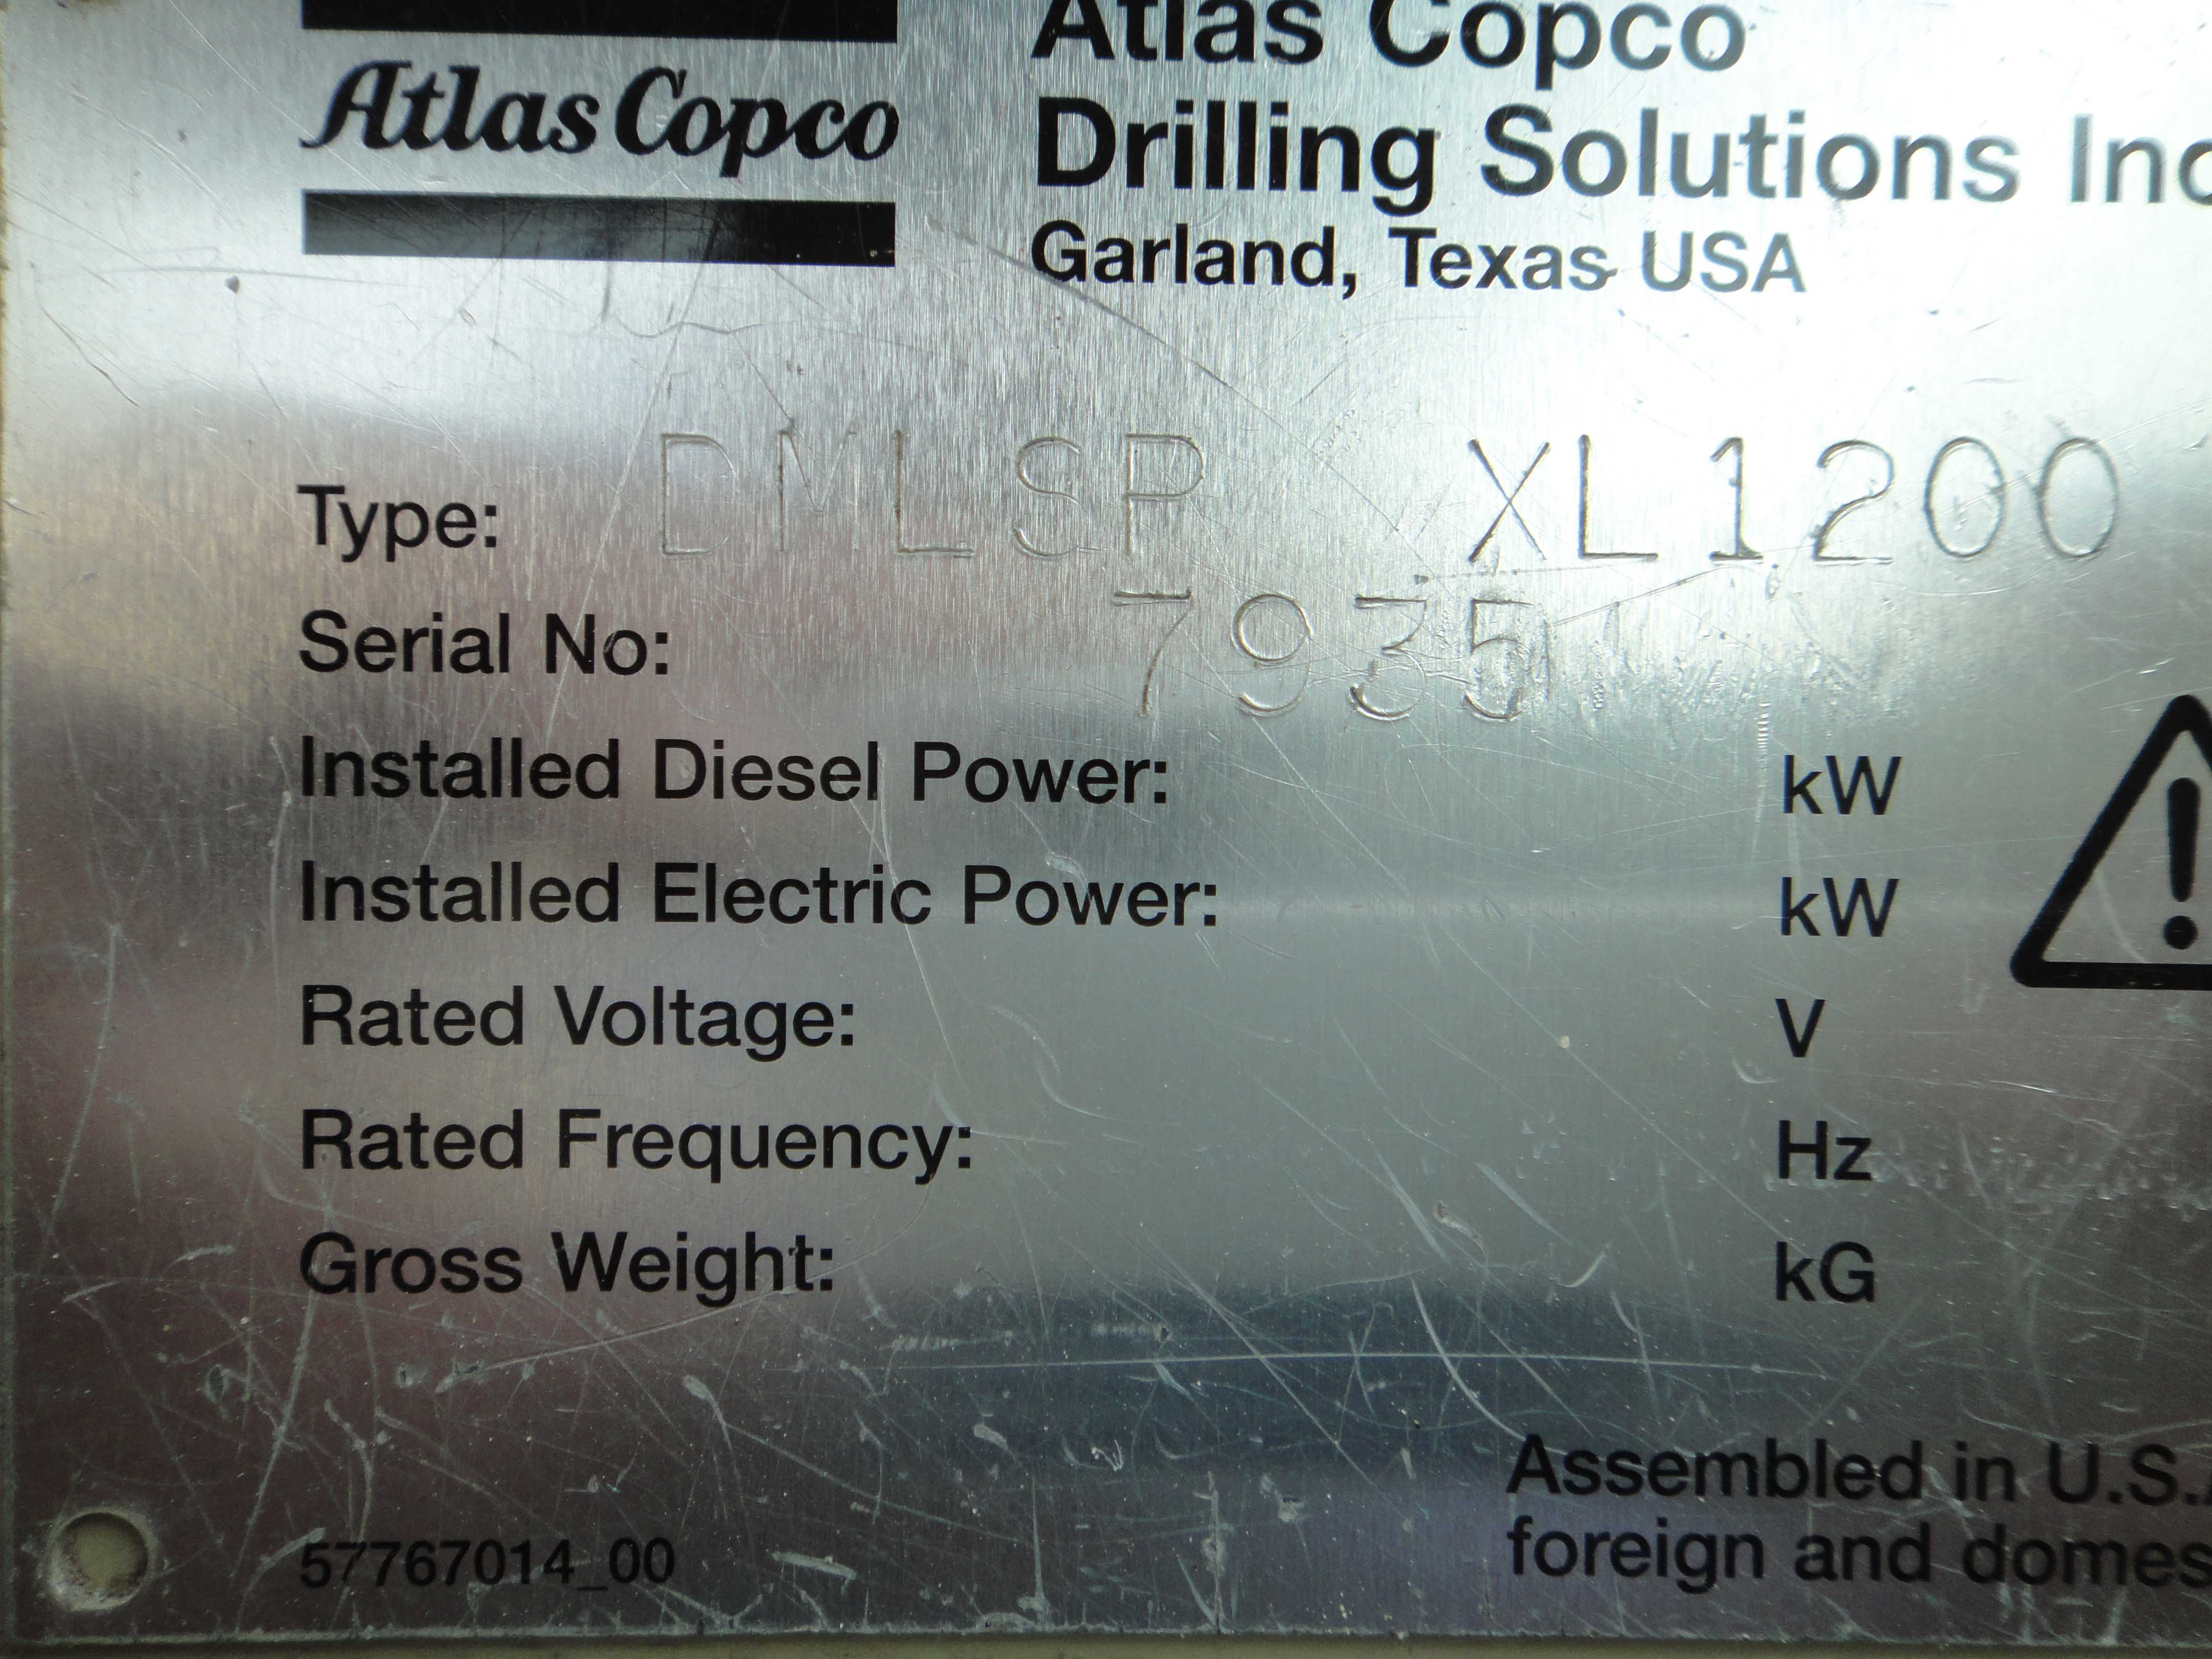 Atlas Copco
Atlas Copco
Drilling Solutions Inc
Garland, Texas USA
Type: DMLSP XL1200
Serial No: 7935
Installed Diesel Power: kW
Installed Electric Power: kW
Rated Voltage: V
Rated Frequency: Hz
Gross Weight: kG
Assembled in U.S.
foreign and domes
57767014_00